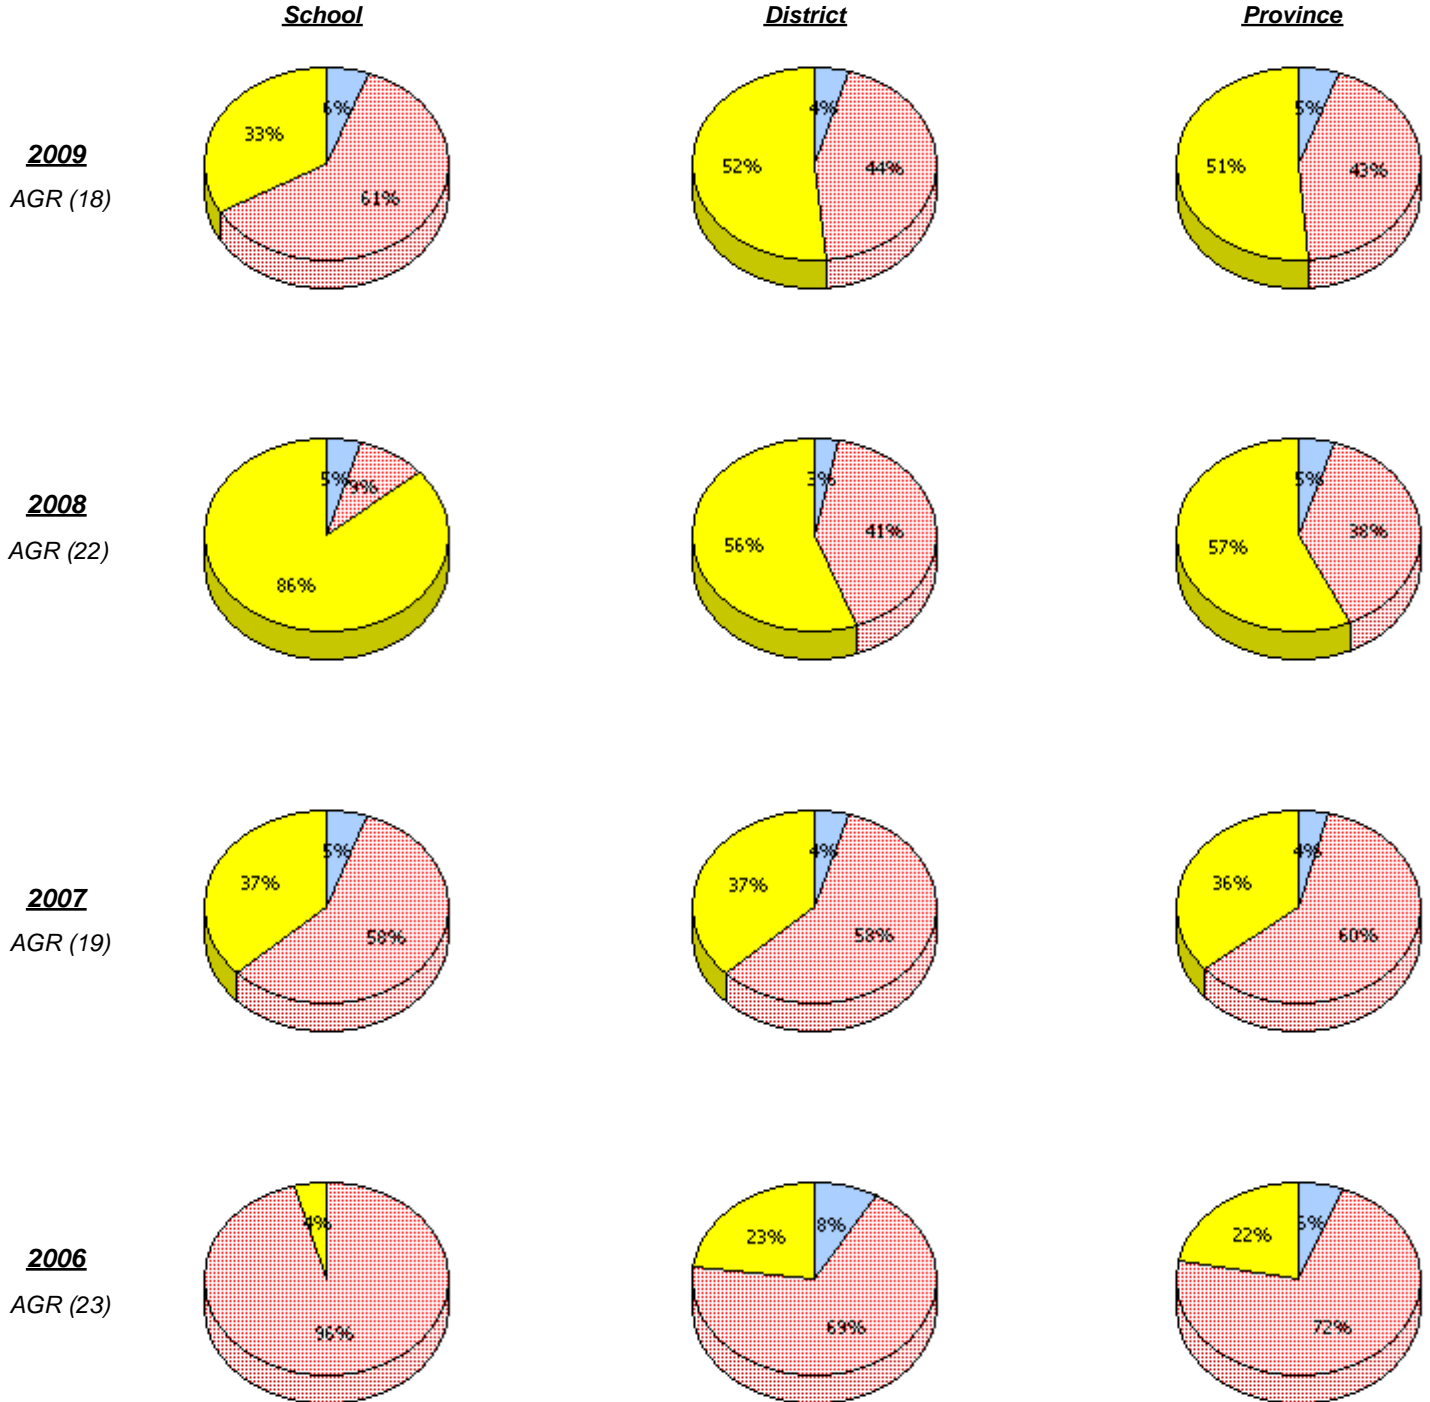 School District Province
6% 4% 5%
33% 52% 44% 51% 43%
2009
AGR (18)
61%
5% 9% 3% 5%
2008
56% 41% 57% 38%
AGR (22)
86%
5% 4% 4%
37% 37% 36%
2007
AGR (19)
58% 58% 60%
4% 23% 8% 22%
2006
AGR (23)
96% 69% 72%